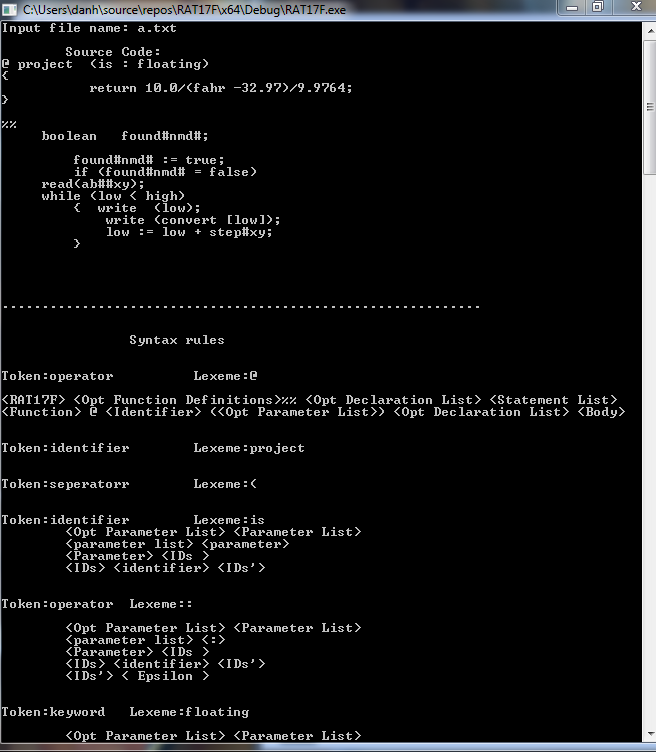 C:\Users\danh\source\repos\RAT17F\x64\Debug\RAT17F.exe
Input file name: a.txt
Source Code:
@ project  (is : floating)
{
return 10.0/(fahr -32.97)/9.9764;
}
%%
boolean   found#nmd#;
found#nmd# := true;
if (found#nmd# = false)
read(ab##xy);
while (low < high)
{  write  (low);
write (convert [low]);
low := low + step#xy;
}
------------------------------------------------------------
Syntax rules
Token:operator          Lexeme:@
<RAT17F> <Opt Function Definitions>%% <Opt Declaration List> <Statement List>
<Function> @ <Identifier> (<Opt Parameter List>) <Opt Declaration List> <Body>
Token:identifier        Lexeme:project
Token:seperatorr        Lexeme:(
Token:identifier        Lexeme:is
<Opt Parameter List> <Parameter List>
<parameter list> <parameter>
<Parameter> <IDs >
<IDs> <identifier> <IDs'>
Token:operator  Lexeme::
<Opt Parameter List> <Parameter List>
<parameter list> <:>
<Parameter> <IDs >
<IDs> <identifier> <IDs'>
<IDs'> < Epsilon >
Token:keyword   Lexeme:floating
<Opt Parameter List> <Parameter List>